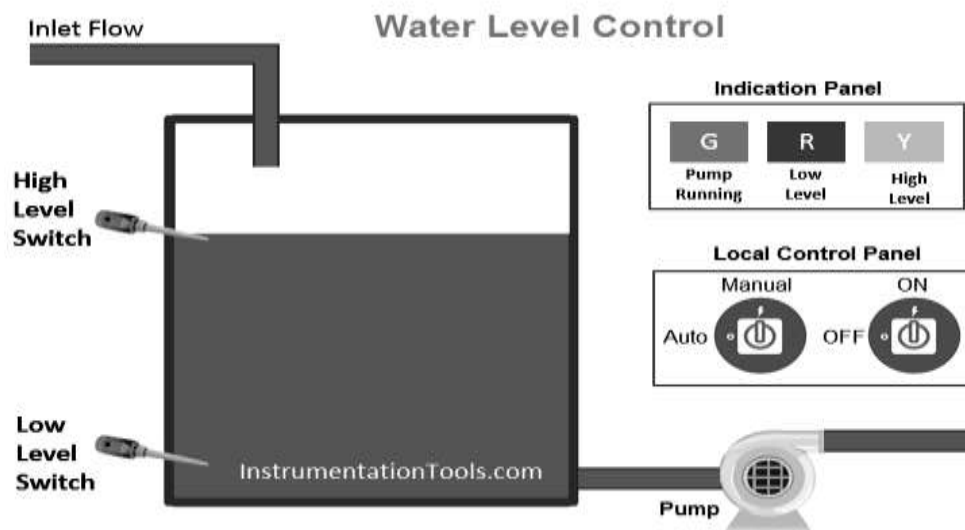 Water Level Control
Inlet Flow
Indication Panel
G
R
Y
Pump
Running
Low
Level
High
Level
High
Level
Switch
Local Control Panel
Manual
ON
Auto
OFF
Low
Level
Switch
InstrumentationTools.com
Pump